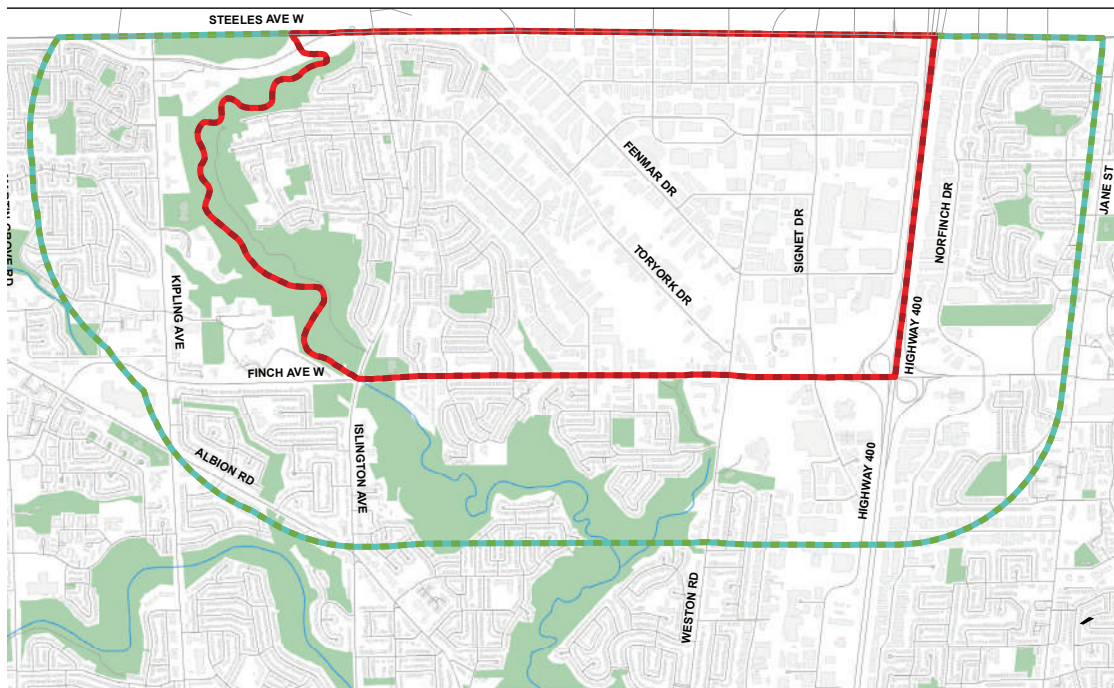 STEELES AVE W
FENMAR DR
JANE ST
NORFINCH DR
SIGNET DR
TORYORK DR
KIPLING AVE
HIGHWAY 400
FINCH AVE W
ISLINGTON AVE
ALBION RD
HIGHWAY 400
WESTON RD